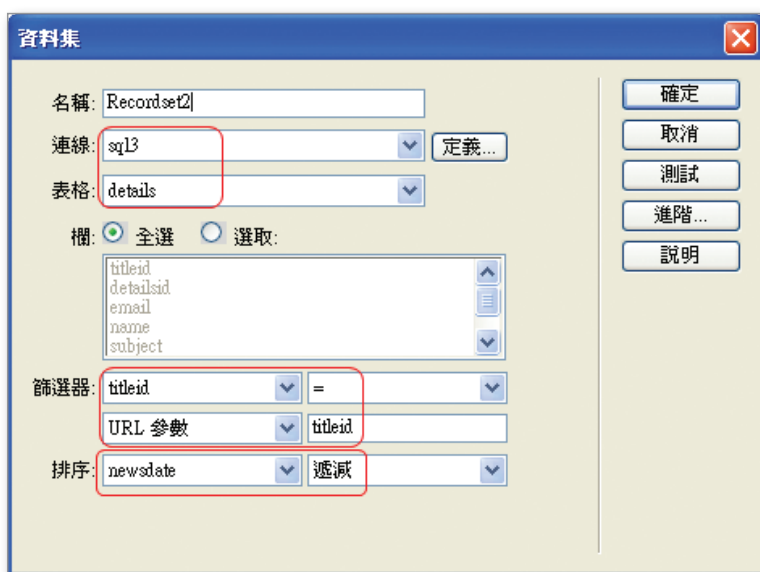 資料集
名稱: Recordset2
連線: sql3 定義...
表格: details
欄: 全選 選取:
titleid
detailsid
email
name
subject
篩選器: titleid =
URL 參數 titleid
排序: newsdate 遞減
確定
取消
測試
進階...
說明